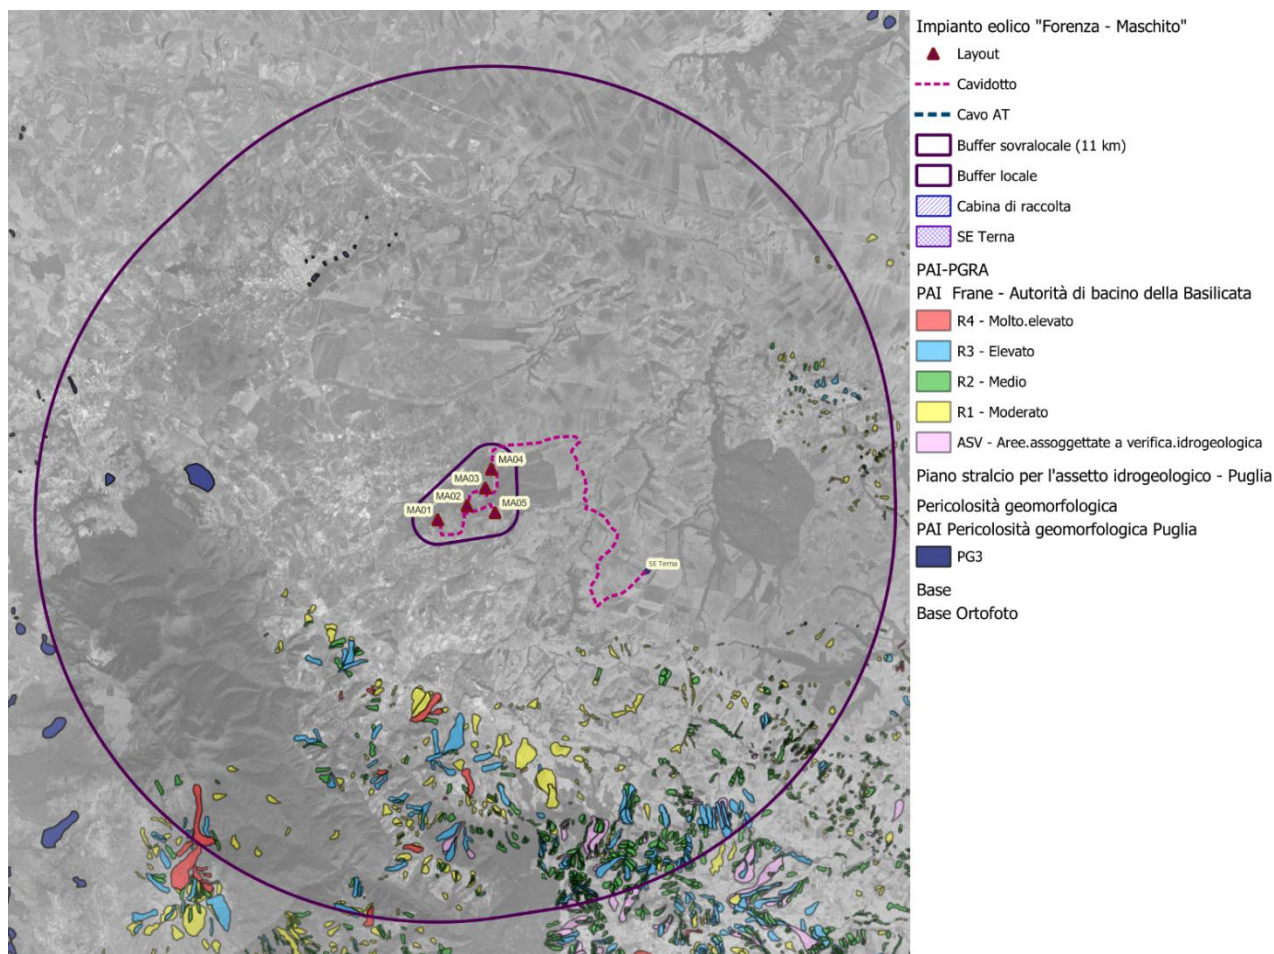 Impianto eolico "Forenza - Maschito"
Layout
Cavidotto
Cavo AT
Buffer sovralocale (11 km)
Buffer locale
Cabina di raccolta
SE Terna
PAI-PGRA
PAI Frane - Autorità di bacino della Basilicata
R4 - Molto.elevato
R3 - Elevato
R2 - Medio
R1 - Moderato
ASV - Aree.assoggettate a verifica.idrogeologica
Piano stralcio per l'assetto idrogeologico - Puglia
Pericolosità geomorfologica
PAI Pericolosità geomorfologica Puglia
PG3
Base
Base Ortofoto
MA04
MA03
MA02
MA05
MA01
SE Terna